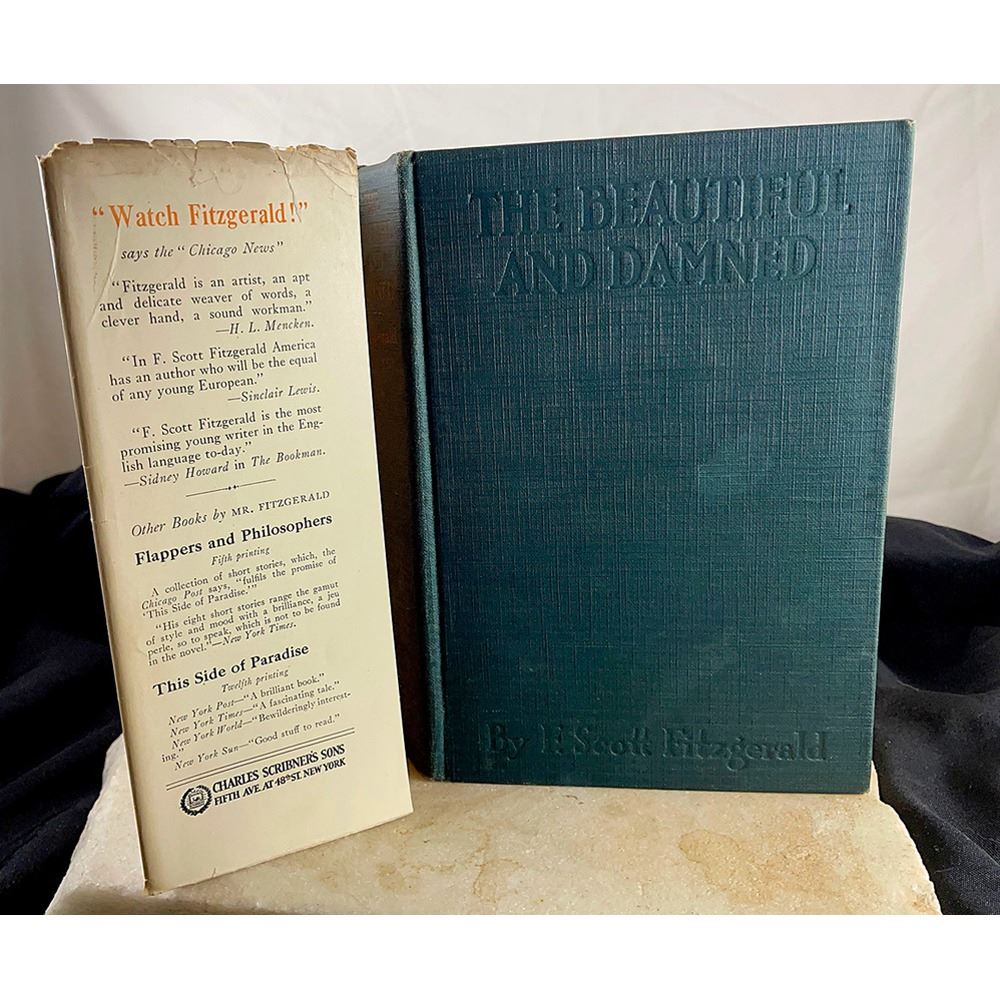 “Watch Fitzgerald!”
says the “Chicago News”
“Fitzgerald is an artist, an apt
and delicate weaver of words, a
clever hand, a sound workman.”
—H. L. Mencken.
“In F. Scott Fitzgerald America
has an author who will be the equal
of any young European.”
—Sinclair Lewis.
“F. Scott Fitzgerald is the most
promising young writer in the Eng-
lish language to-day.”
—Sidney Howard in The Bookman.
Other Books by MR. FITZGERALD
Flappers and Philosophers
Fifth printing
A collection of short stories, which, the
Chicago Post says, “fulfils the promise of
‘This Side of Paradise.’”
“His eight short stories range the gamut
of style and mood with a brilliance, a jeu
perle, so to speak, which is not to be found
in the novel.”—New York Times.
This Side of Paradise
Twelfth printing
New York Post—“A brilliant book.”
New York Times—“A fascinating tale.”
New York World—“Bewilderingly interest-
ing.”
New York Sun—“Good stuff to read.”
CHARLES SCRIBNER'S SONS
FIFTH AVE. AT 48th ST. NEW YORK
THE BEAUTIFUL
AND DAMNED
By F. Scott Fitzgerald